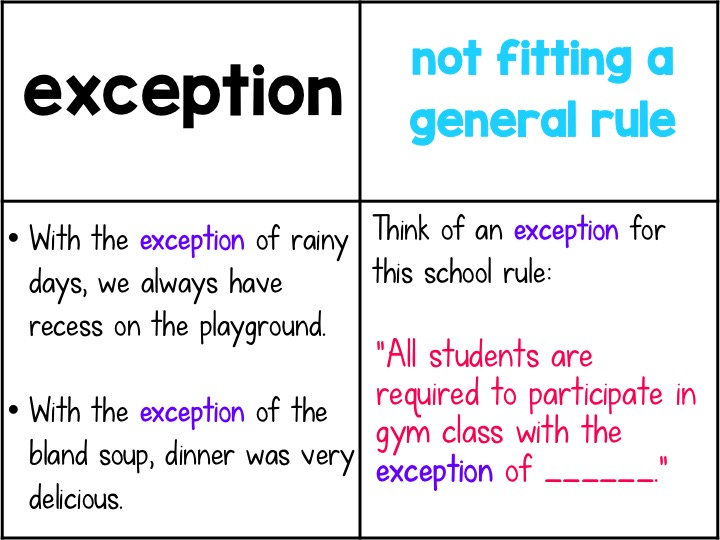 exception
not fitting a
general rule
• With the exception of rainy
days, we always have
recess on the playground.
• With the exception of the
bland soup, dinner was very
delicious.
Think of an exception for
this school rule:
"All students are
required to participate in
gym class with the
exception of ______."